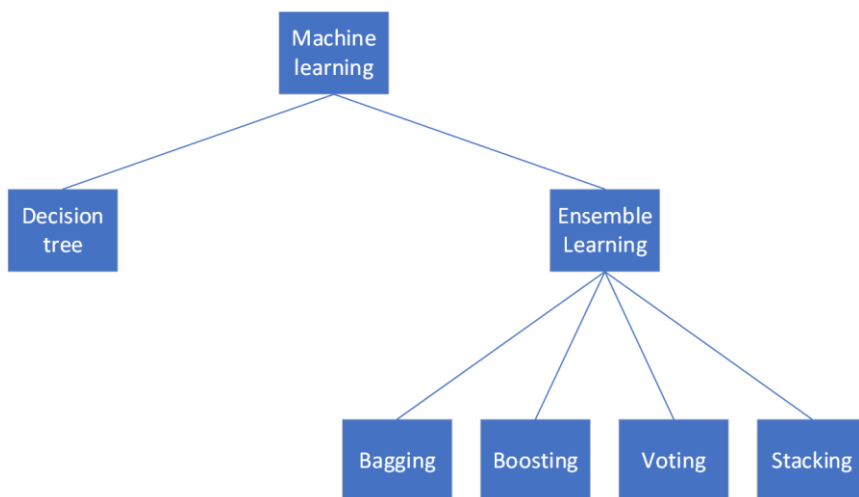 Machine
learning
Decision
tree
Ensemble
Learning
Bagging
Boosting
Voting
Stacking